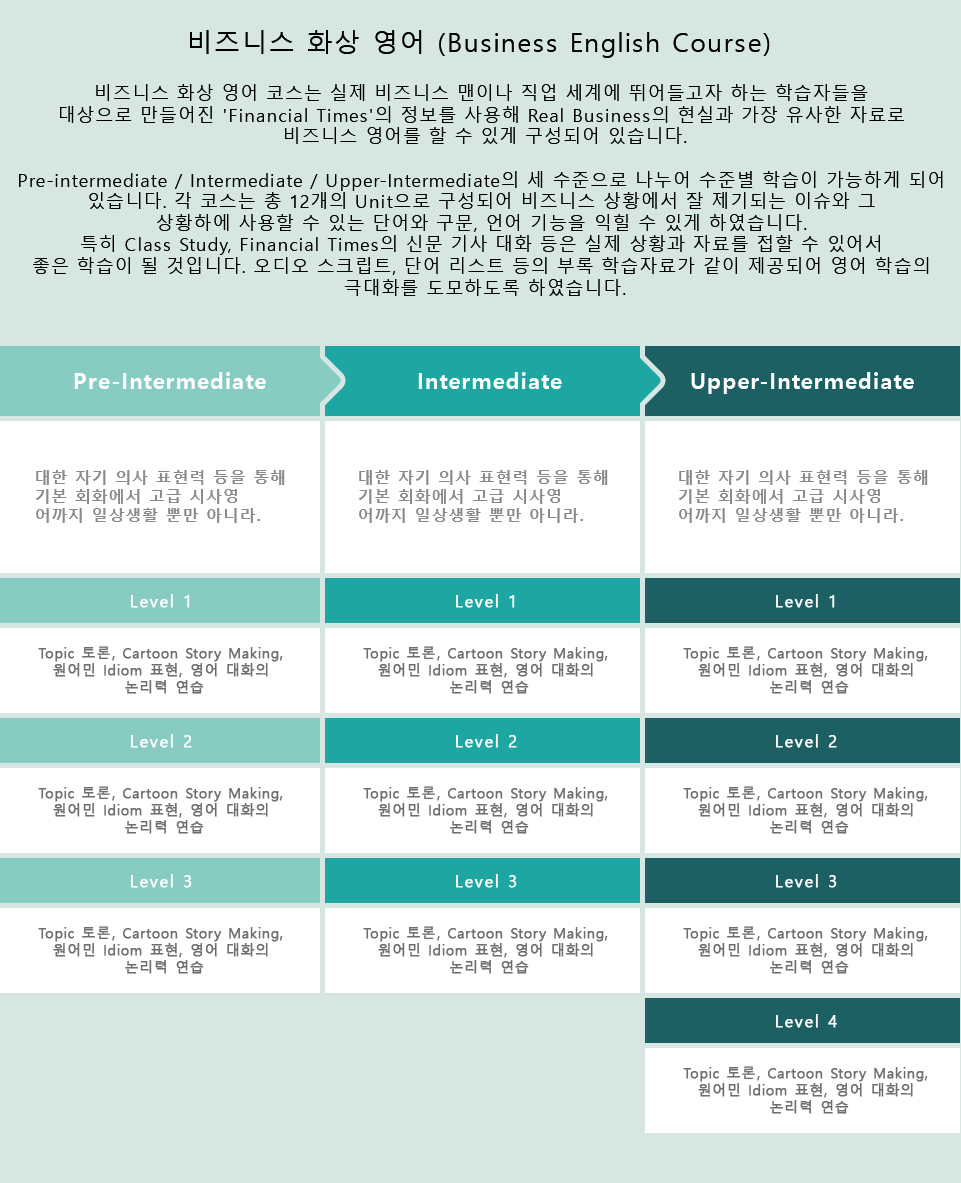 비즈니스 화상 영어 (Business English Course)
비즈니스 화상 영어 코스는 실제 비즈니스 맨이나 직업 세계에 뛰어들고자 하는 학습자들을
대상으로 만들어진 'Financial Times'의 정보를 사용해 Real Business의 현실과 가장 유사한 자료로
비즈니스 영어를 할 수 있게 구성되어 있습니다.
Pre-intermediate / Intermediate / Upper-Intermediate의 세 수준으로 나누어 수준별 학습이 가능하게 되어
있습니다. 각 코스는 총 12개의 Unit으로 구성되어 비즈니스 상황에서 잘 제기되는 이슈와 그
상황하에 사용할 수 있는 단어와 구문, 언어 기능을 익힐 수 있게 하였습니다.
특히 Class Study, Financial Times의 신문 기사 대화 등은 실제 상황과 자료를 접할 수 있어서
좋은 학습이 될 것입니다. 오디오 스크립트, 단어 리스트 등의 부록 학습자료가 같이 제공되어 영어 학습의
극대화를 도모하도록 하였습니다.
Pre-Intermediate
Intermediate
Upper-Intermediate
대한 자기 의사 표현력 등을 통해
기본 회화에서 고급 시사영
어까지 일상생활 뿐만 아니라.
대한 자기 의사 표현력 등을 통해
기본 회화에서 고급 시사영
어까지 일상생활 뿐만 아니라.
대한 자기 의사 표현력 등을 통해
기본 회화에서 고급 시사영
어까지 일상생활 뿐만 아니라.
Level 1
Level 1
Level 1
Topic 토론, Cartoon Story Making,
원어민 Idiom 표현, 영어 대화의
논리력 연습
Topic 토론, Cartoon Story Making,
원어민 Idiom 표현, 영어 대화의
논리력 연습
Topic 토론, Cartoon Story Making,
원어민 Idiom 표현, 영어 대화의
논리력 연습
Level 2
Level 2
Level 2
Topic 토론, Cartoon Story Making,
원어민 Idiom 표현, 영어 대화의
논리력 연습
Topic 토론, Cartoon Story Making,
원어민 Idiom 표현, 영어 대화의
논리력 연습
Topic 토론, Cartoon Story Making,
원어민 Idiom 표현, 영어 대화의
논리력 연습
Level 3
Level 3
Level 3
Topic 토론, Cartoon Story Making,
원어민 Idiom 표현, 영어 대화의
논리력 연습
Topic 토론, Cartoon Story Making,
원어민 Idiom 표현, 영어 대화의
논리력 연습
Topic 토론, Cartoon Story Making,
원어민 Idiom 표현, 영어 대화의
논리력 연습
Level 4
Topic 토론, Cartoon Story Making,
원어민 Idiom 표현, 영어 대화의
논리력 연습